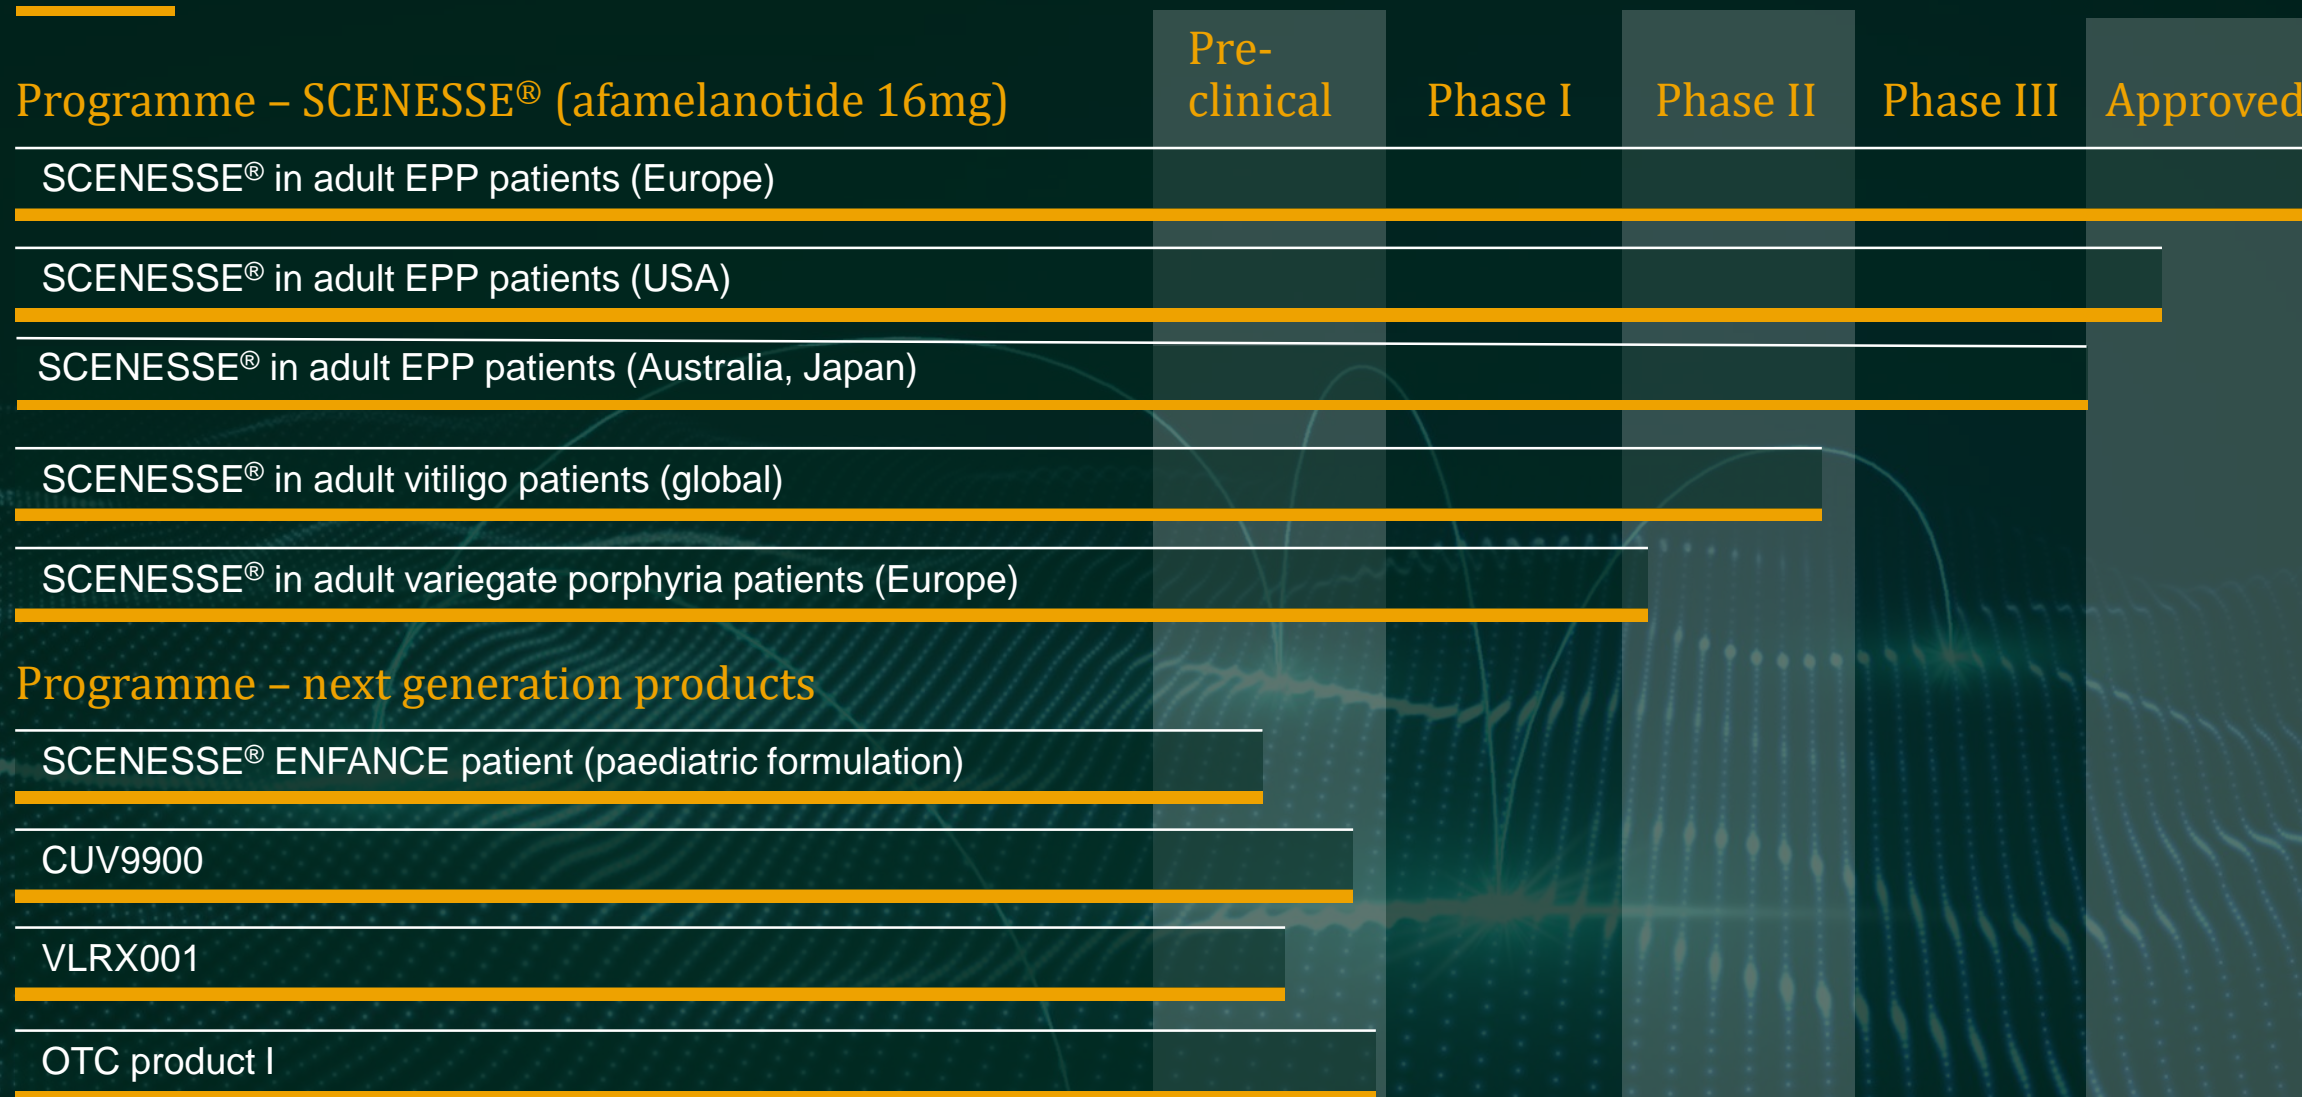 Pre-
Programme – SCENESSE® (afamelanotide 16mg) clinical Phase I Phase II Phase III Approved
SCENESSE® in adult EPP patients (Europe)
SCENESSE® in adult EPP patients (USA)
SCENESSE® in adult EPP patients (Australia, Japan)
SCENESSE® in adult vitiligo patients (global)
SCENESSE® in adult variegate porphyria patients (Europe)
Programme – next generation products
SCENESSE® ENFANCE patient (paediatric formulation)
CUV9900
VLRX001
OTC product I